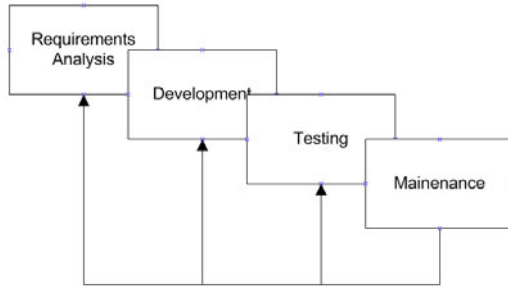 Requirements
Analysis
Development
Testing
Mainenance